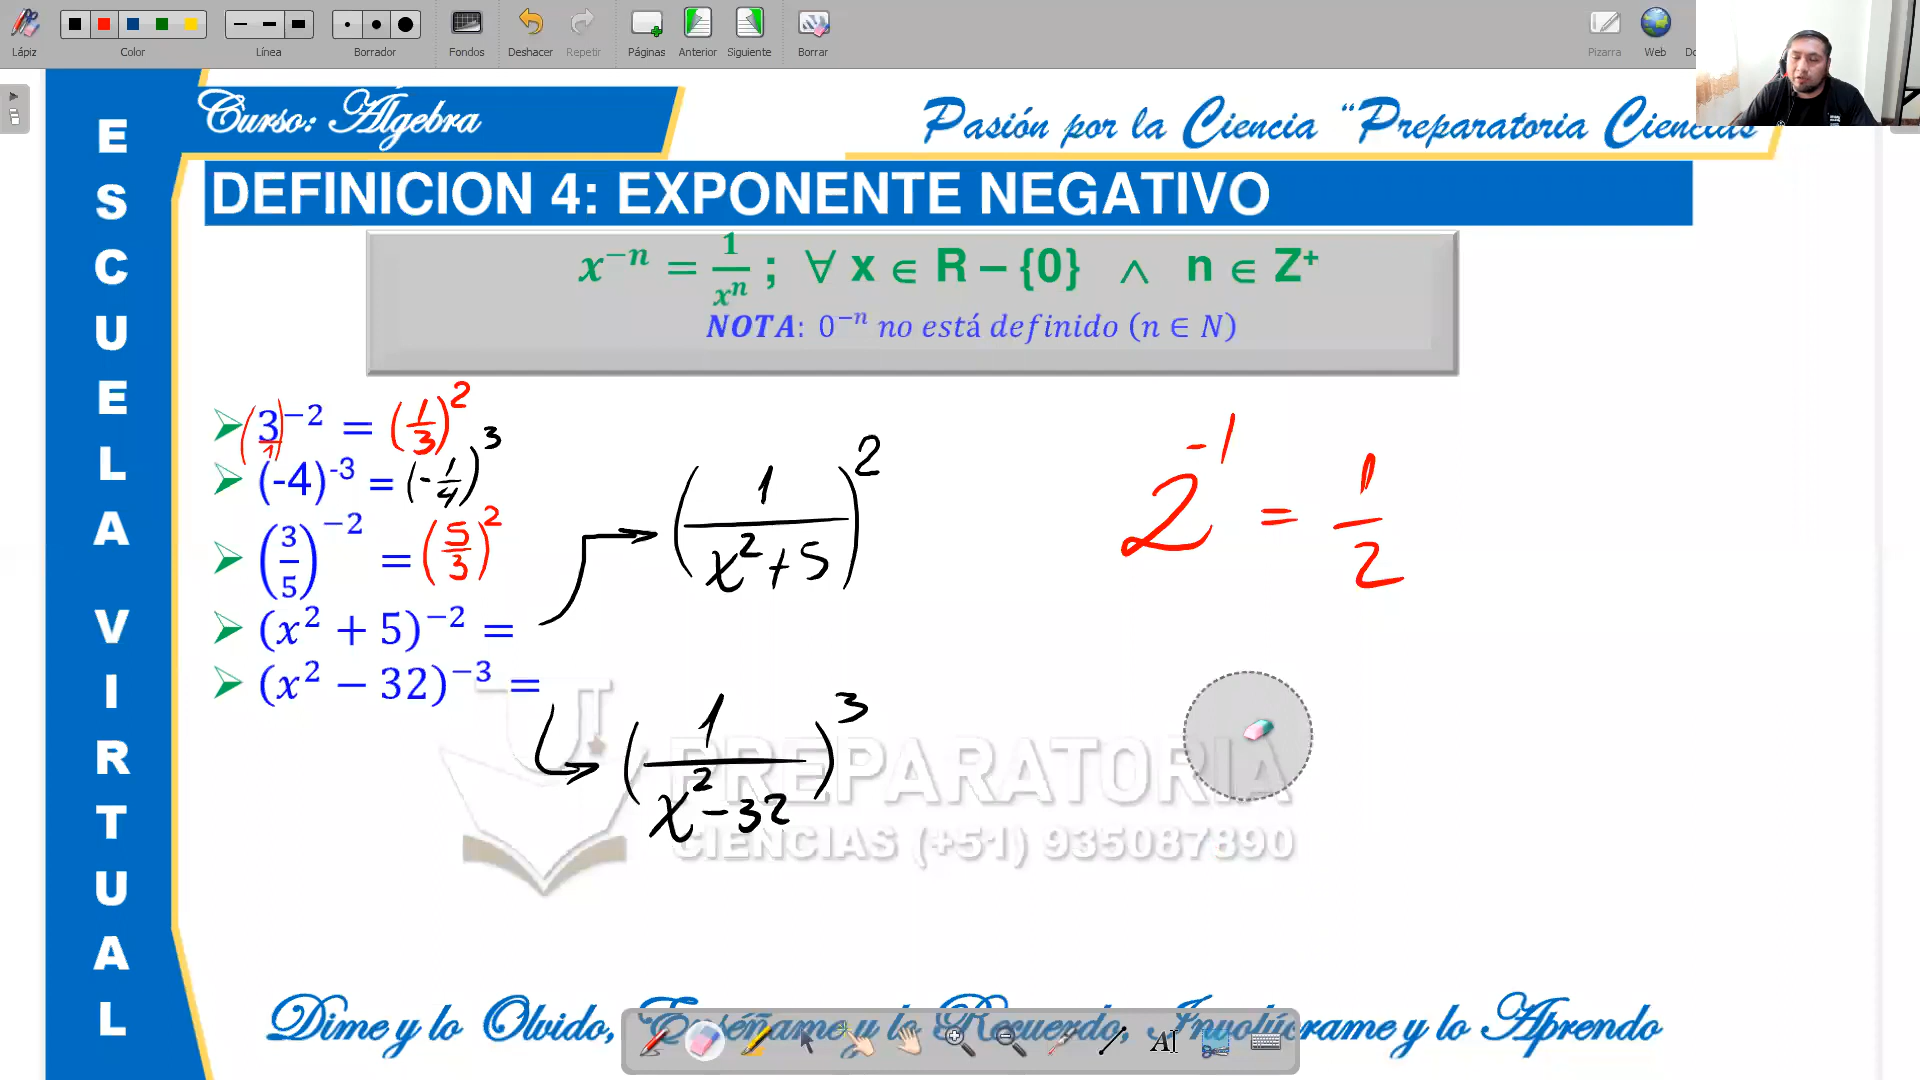 Lápiz Color Línea Borrador Fondos Deshacer Repetir Páginas Anterior Siguiente Borrar Pizarra Web
Curso: Álgebra
Pasión por la Ciencia “Preparatoria Ciencias
ESCUELA VIRTUAL
DEFINICION 4: EXPONENTE NEGATIVO
x⁻ⁿ = 1/xⁿ ; ∀ x ∈ R – {0} ∧ n ∈ Z⁺
NOTA: 0⁻ⁿ no está definido (n ∈ N)
(3/1)⁻² = (1/3)²
(-4)⁻³ = (-1/4)³
(3/5)⁻² = (5/3)²
(x² + 5)⁻² = (1/(x²+5))²
(x² − 32)⁻³ = (1/(x²-32))³
2⁻¹ = 1/2
PREPARATORIA
CIENCIAS (+51) 935087890
Dime y lo Olvido, Enséñame y lo Recuerdo, Involúcrame y lo Aprendo